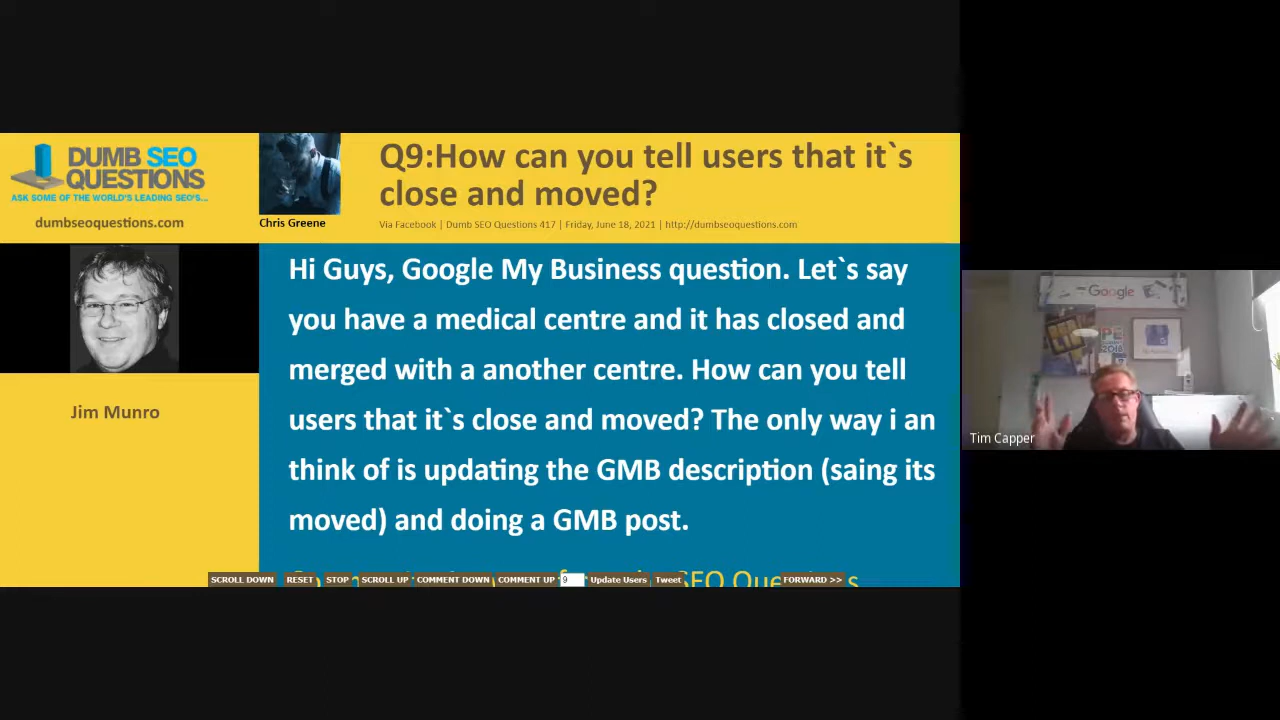 DUMB SEO
QUESTIONS
ASK SOME OF THE WORLD'S LEADING SEO'S...
dumbseoquestions.com
Chris Greene
Q9:How can you tell users that it`s
close and moved?
Via Facebook | Dumb SEO Questions 417 | Friday, June 18, 2021 | http://dumbseoquestions.com
Jim Munro
Hi Guys, Google My Business question. Let`s say
you have a medical centre and it has closed and
merged with a another centre. How can you tell
users that it`s close and moved? The only way i an
think of is updating the GMB description (saing its
moved) and doing a GMB post.
SEO
SCROLL DOWN RESET STOP SCROLL UP COMMENT DOWN COMMENT UP 9 Update Users Tweet FORWARD >>
Google
2018
Tim Capper